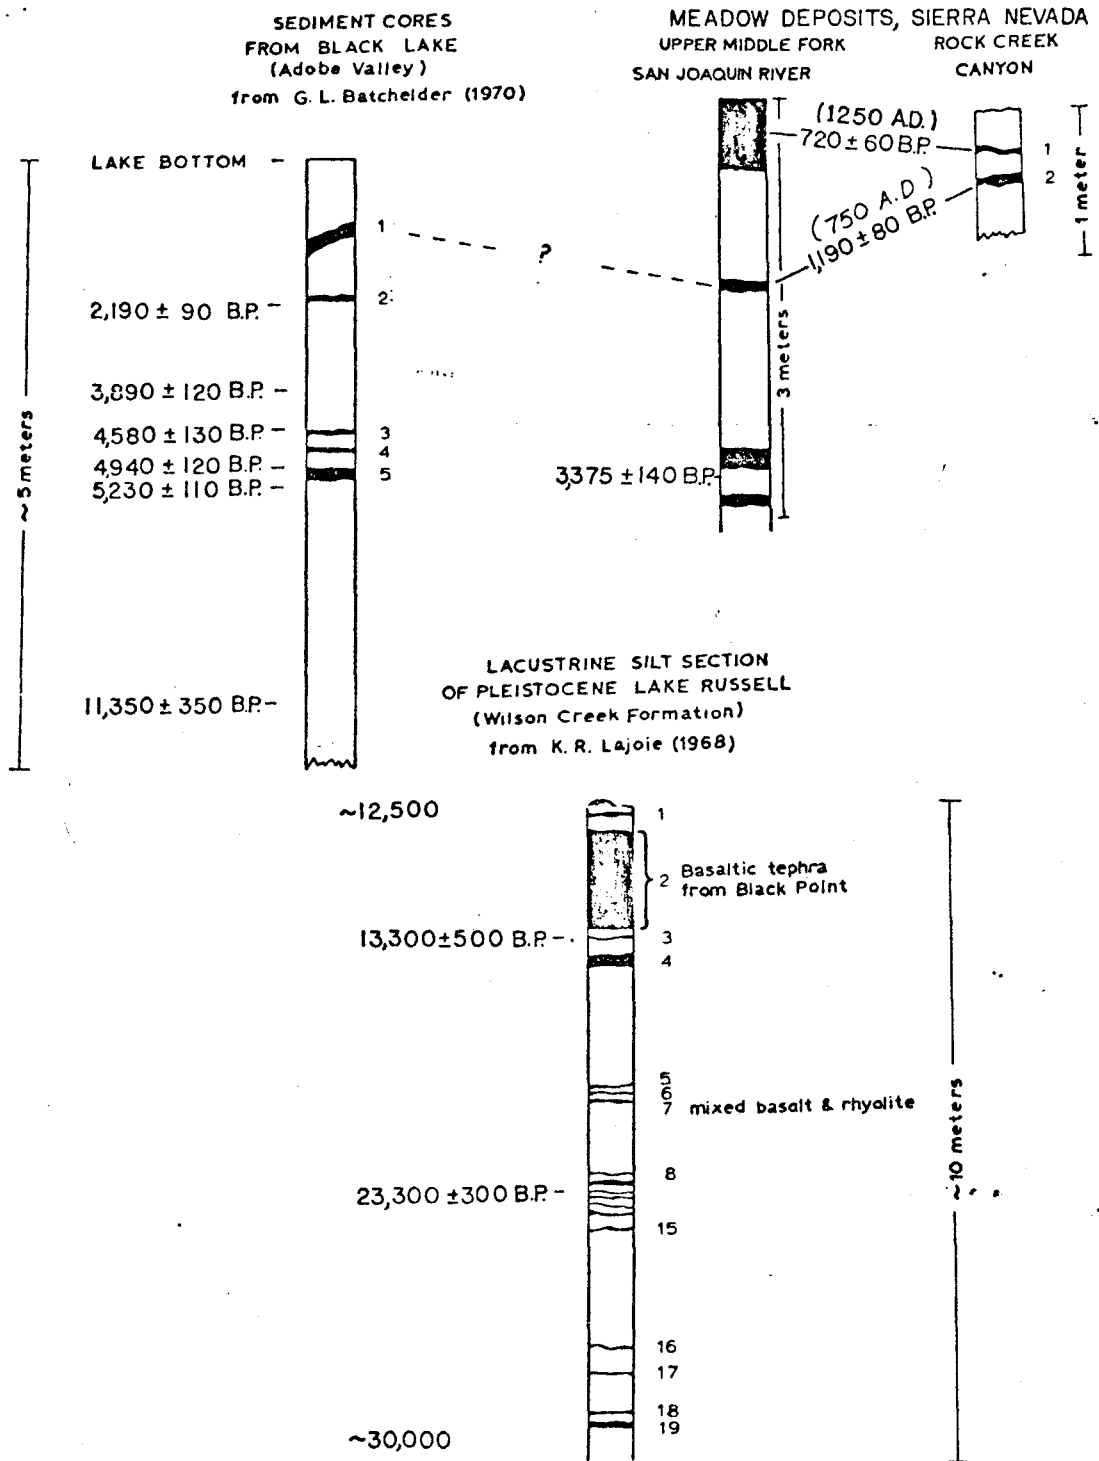 SEDIMENT CORES
FROM BLACK LAKE
(Adobe Valley)
from G. L. Batchelder (1970)
MEADOW DEPOSITS, SIERRA NEVADA
UPPER MIDDLE FORK
SAN JOAQUIN RIVER
ROCK CREEK
CANYON
LAKE BOTTOM –
1
?
2
2,190 ± 90 B.P. –
3,890 ± 120 B.P. –
4,580 ± 130 B.P. –
3
4
4,940 ± 120 B.P. –
5
5,230 ± 110 B.P. –
11,350 ± 350 B.P. –
~5 meters
(1250 A.D.)
720 ± 60 B.P.
1
2
(750 A.D)
1,190 ± 80 B.P.
3,375 ± 140 B.P.
3 meters
1 meter
LACUSTRINE SILT SECTION
OF PLEISTOCENE LAKE RUSSELL
(Wilson Creek Formation)
from K. R. Lajoie (1968)
~12,500
1
2 Basaltic tephra
from Black Point
13,300±500 B.P. –
3
4
5
6
7 mixed basalt & rhyolite
8
23,300 ±300 B.P. –
15
16
17
18
19
~30,000
~10 meters